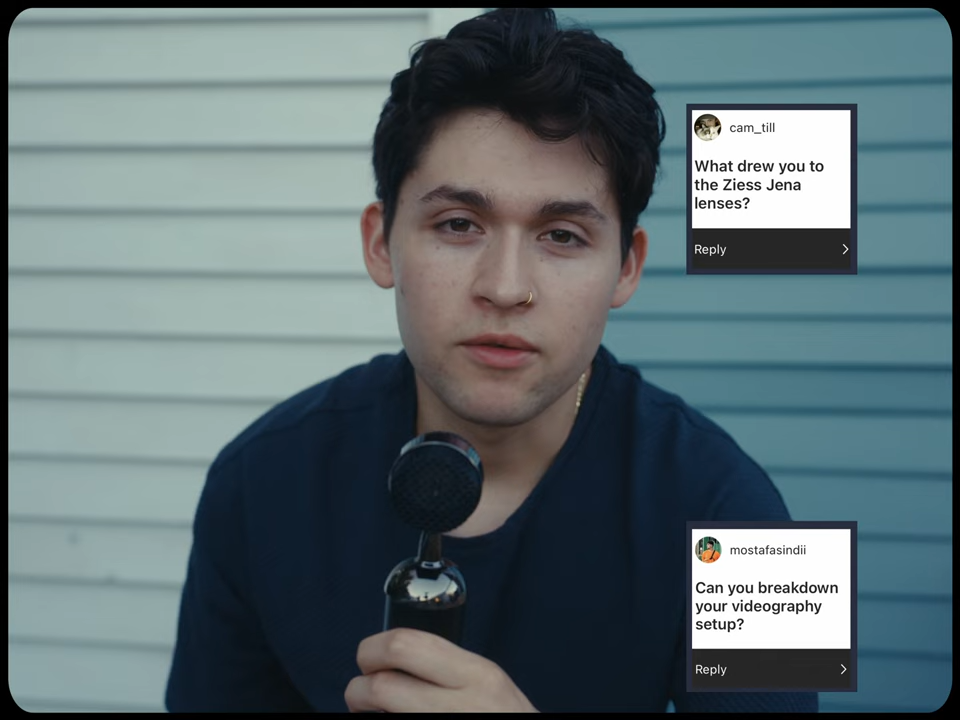 cam_till
What drew you to
the Ziess Jena
lenses?
Reply
mostafasindii
Can you breakdown
your videography
setup?
Reply